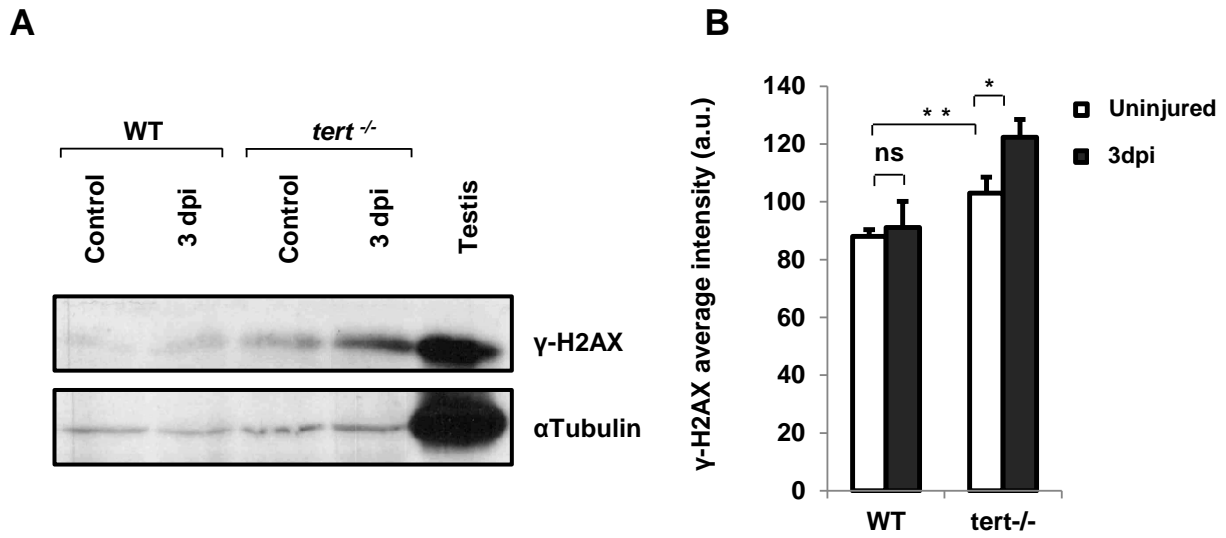 A
WT
tert -/-
Control
3 dpi
Control
3 dpi
Testis
γ-H2AX
αTubulin
B
γ-H2AX average intensity (a.u.)
140
120
100
80
60
40
20
0
ns
* *
*
Uninjured
3dpi
WT
tert-/-